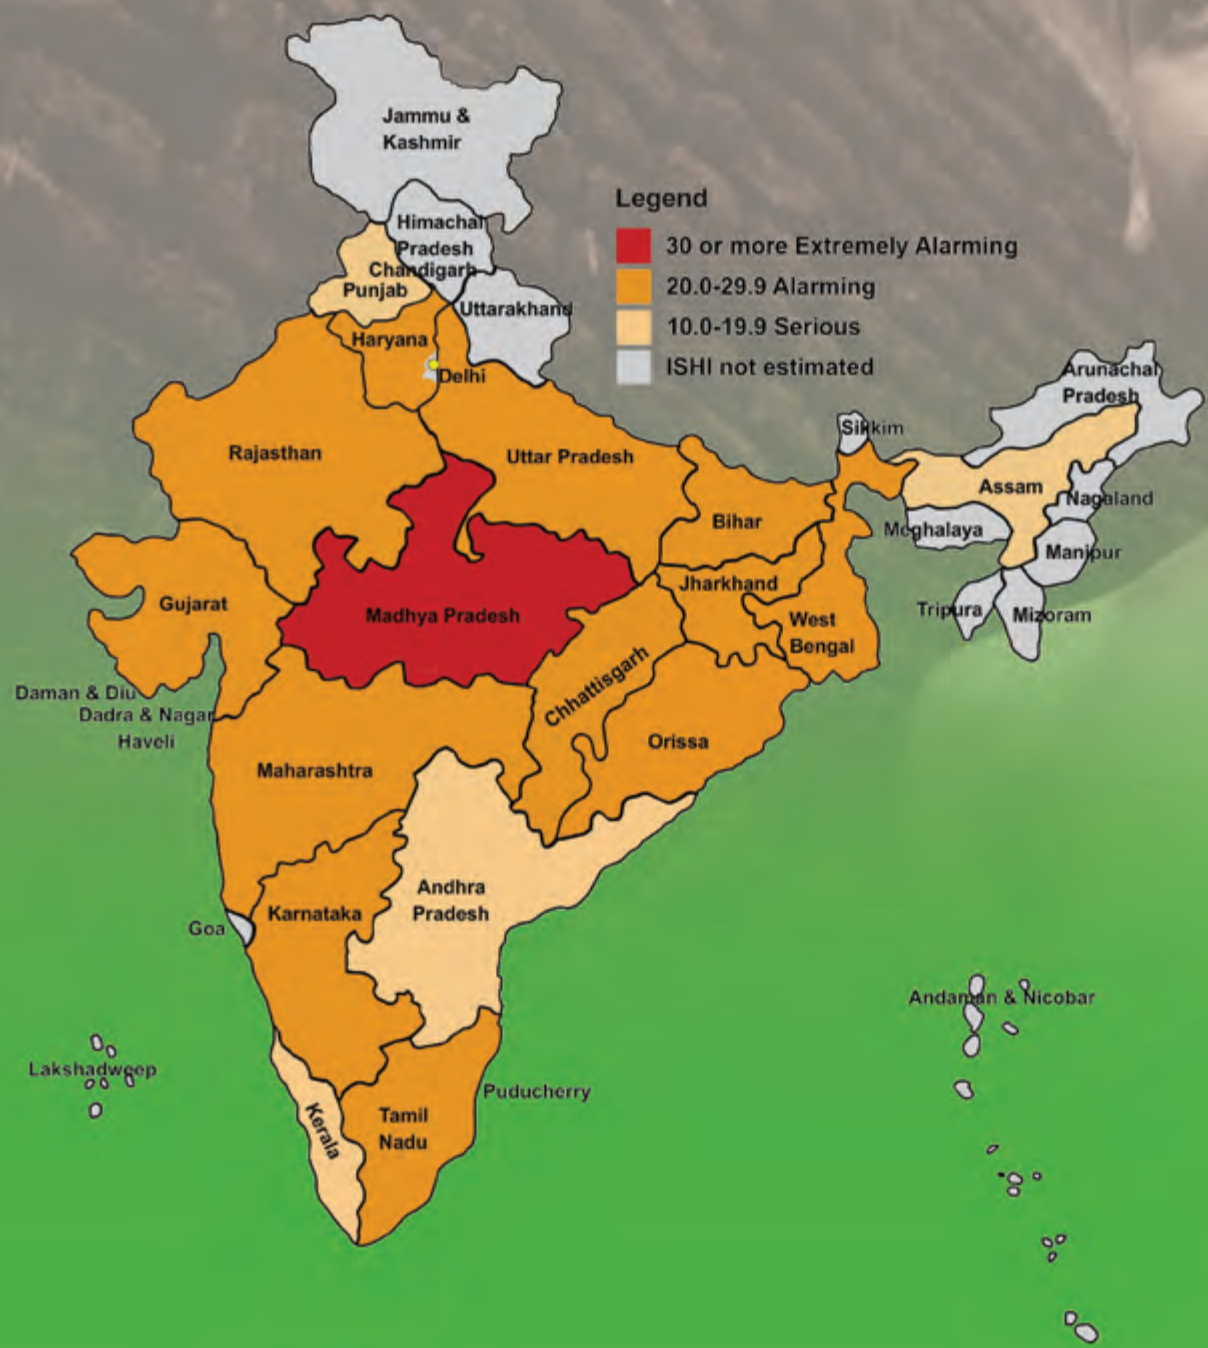 Jammu &
Kashmir
Himachal
Pradesh
Chandigarh
Punjab
Uttarakhand
Haryana
Delhi
Legend
30 or more Extremely Alarming
20.0-29.9 Alarming
10.0-19.9 Serious
ISHI not estimated
Arunachal
Pradesh
Sikkim
Rajasthan
Uttar Pradesh
Assam
Nagaland
Bihar
Meghalaya
Manipur
Jharkhand
Gujarat
Madhya Pradesh
West
Bengal
Tripura
Mizoram
Chhattisgarh
Daman & Diu
Dadra & Nagar
Haveli
Orissa
Maharashtra
Andhra
Pradesh
Karnataka
Goa
Andaman & Nicobar
Lakshadweep
Puducherry
Kerala
Tamil
Nadu